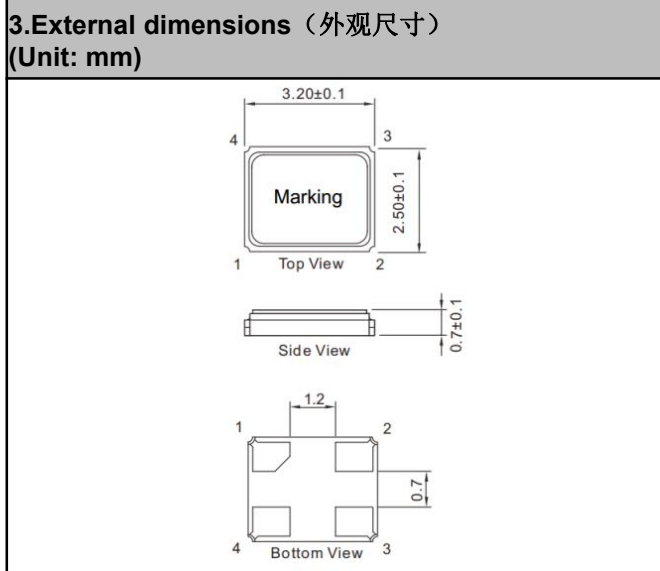 3.External dimensions（外观尺寸）
(Unit: mm)
3.20±0.1
4 3
Marking
2.50±0.1
1 Top View 2
0.7±0.1
Side View
1.2
1 2
0.7
4 Bottom View 3